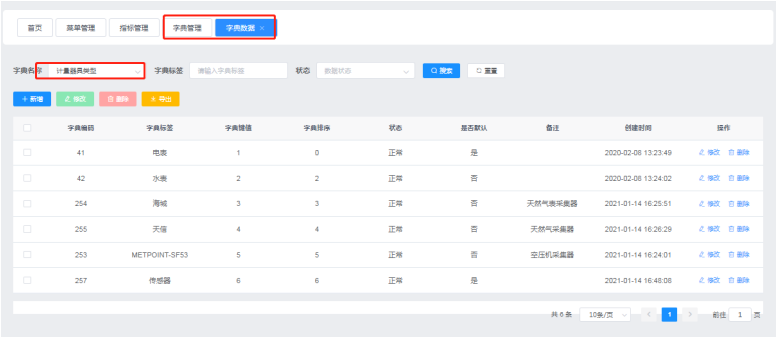 首页 菜单管理 指标管理 字典管理 字典数据 ×
字典名称 计量器具类型 字典标签 请输入字典标签 状态 数据状态 搜索 重置
+ 新增 修改 删除 导出
字典编码 字典标签 字典键值 字典排序 状态 是否默认 备注 创建时间 操作
41 电表 1 0 正常 是 2020-02-08 13:23:49 修改 删除
42 水表 2 2 正常 否 2020-02-08 13:24:02 修改 删除
254 海城 3 3 正常 否 天然气表采集器 2021-01-14 16:25:51 修改 删除
255 天信 4 4 正常 否 天然气采集器 2021-01-14 16:26:29 修改 删除
253 METPOINT-SF53 5 5 正常 否 空压机采集器 2021-01-14 16:24:01 修改 删除
257 传感器 6 6 正常 是 2021-01-14 16:48:08 修改 删除
共 6 条 10条/页 < 1 > 前往 1 页